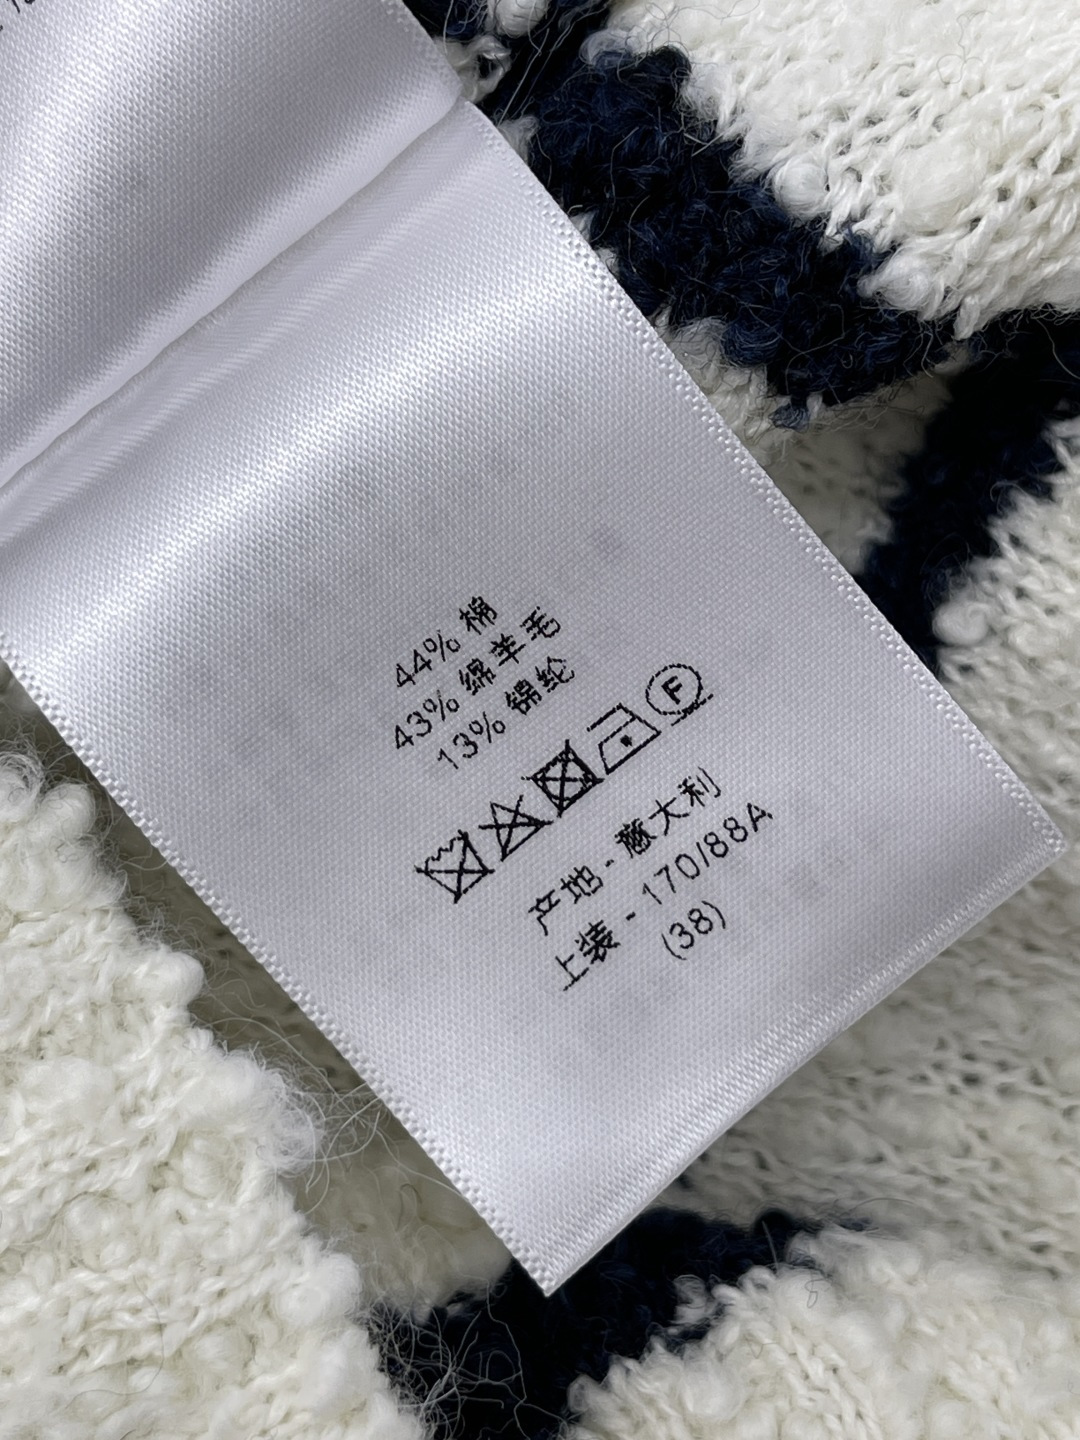 44% 棉
43% 绵羊毛
13% 锦纶
F
产地 - 意大利
上装 - 170/88A
(38)